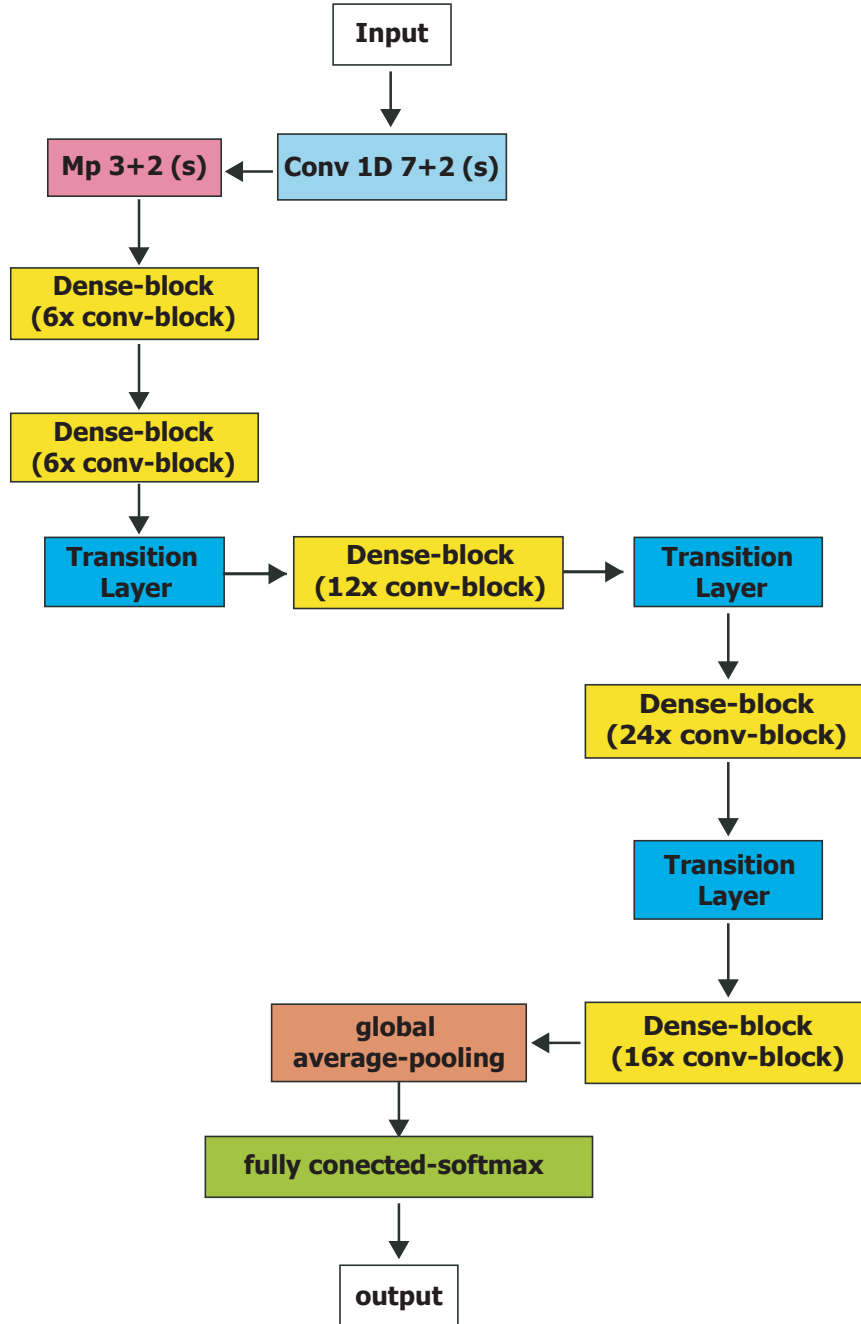 Input
Conv 1D 7+2 (s)
Mp 3+2 (s)
Dense-block
(6x conv-block)
Dense-block
(6x conv-block)
Transition
Layer
Dense-block
(12x conv-block)
Transition
Layer
Dense-block
(24x conv-block)
Transition
Layer
Dense-block
(16x conv-block)
global
average-pooling
fully conected-softmax
output